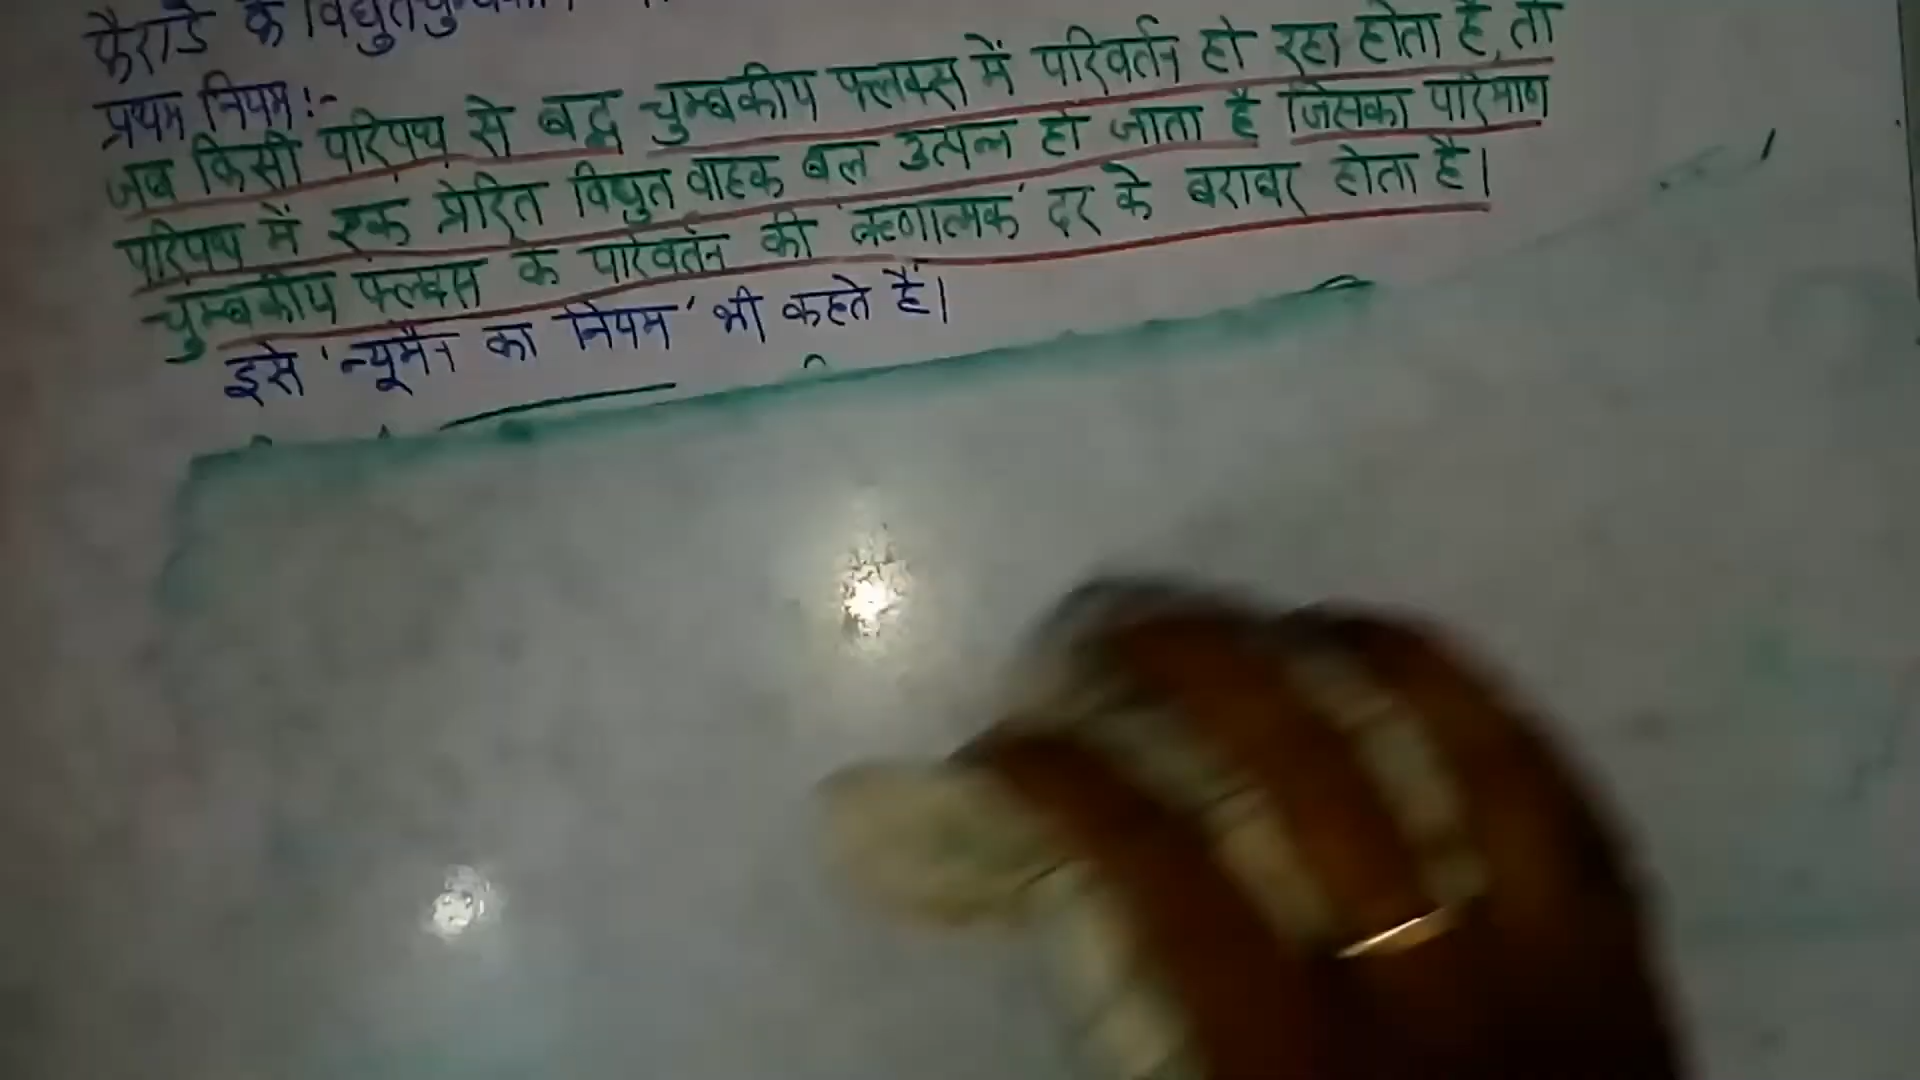 फैराडे के विद्युतचुम्बकीय
प्रथम नियम:-
जब किसी परिपथ से बद्ध चुम्बकीय फ्लक्स में परिवर्तन हो रहा होता है, तो
परिपथ में एक प्रेरित विद्युत वाहक बल उत्पन्न हो जाता है जिसका परिमाण
चुम्बकीय फ्लक्स के परिवर्तन की 'ऋणात्मक' दर के बराबर होता है।
इसे 'न्यूमैन का नियम' भी कहते हैं।